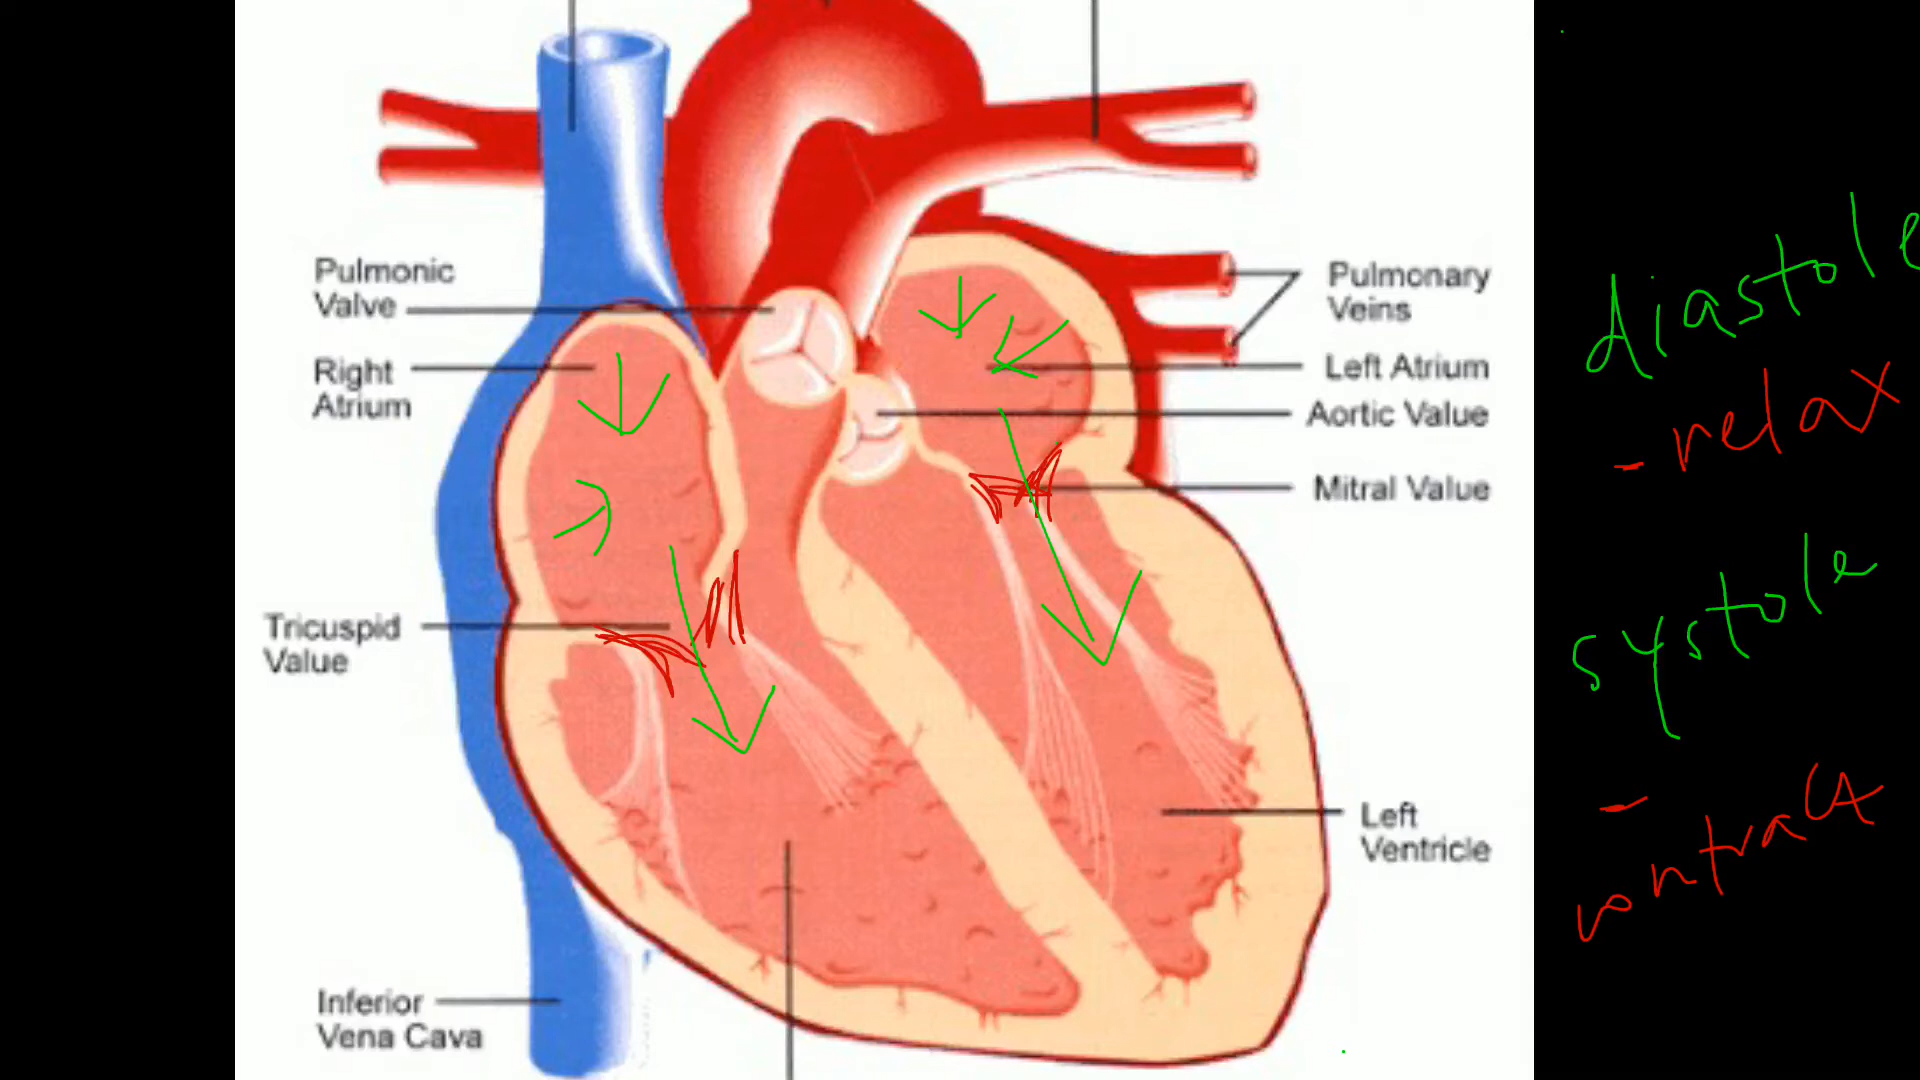 Pulmonic
Valve
Right
Atrium
Tricuspid
Value
Inferior
Vena Cava
Pulmonary
Veins
Left Atrium
Aortic Value
Mitral Value
Left
Ventricle
diastole
- relax
systole
-
contract